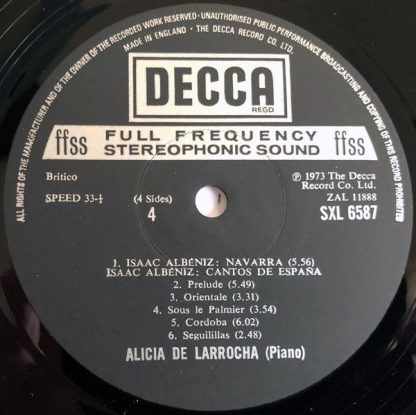 ALL RIGHTS OF THE MANUFACTURER AND OF THE OWNER OF THE RECORDED WORK RESERVED · UNAUTHORISED PUBLIC PERFORMANCE BROADCASTING AND COPYING OF THIS RECORD PROHIBITED
MADE IN ENGLAND · THE DECCA RECORD CO. LTD.
DECCA
REGD
ffss FULL FREQUENCY STEREOPHONIC SOUND ffss
Britico
℗ 1973 The Decca
Record Co. Ltd.
SPEED 33⅓
(4 Sides)
4
ZAL 11888
SXL 6587
1. ISAAC ALBÉNIZ: NAVARRA (5.56)
ISAAC ALBÉNIZ: CANTOS DE ESPAÑA
2. Prelude (5.49)
3. Orientale (3.31)
4. Sous le Palmier (3.54)
5. Cordoba (6.02)
6. Seguilillas (2.48)
ALICIA DE LARROCHA (Piano)